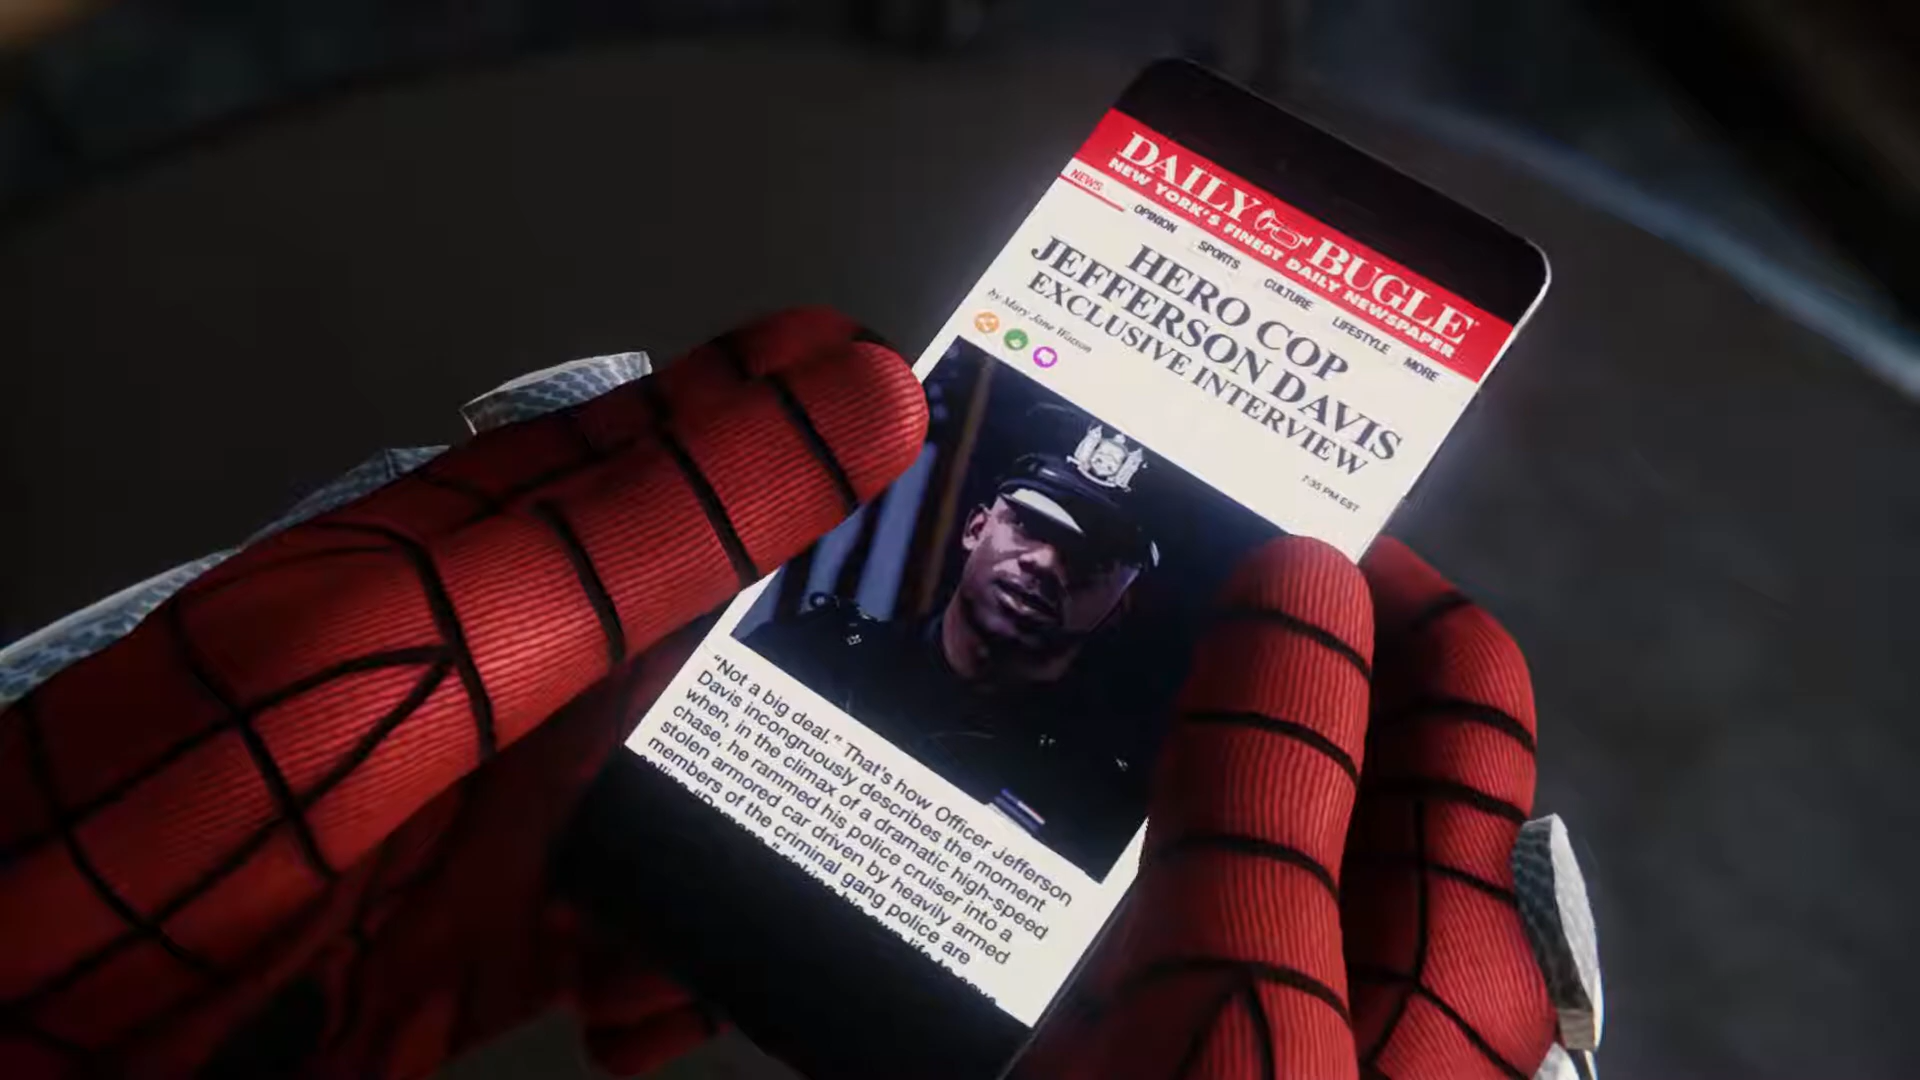 DAILY BUGLE
NEW YORK'S FINEST DAILY NEWSPAPER
NEWS OPINION SPORTS CULTURE LIFESTYLE MORE
HERO COP
JEFFERSON DAVIS
EXCLUSIVE INTERVIEW
by Mary Jane Watson
7:35 PM EST
“Not a big deal.” That's how Officer Jefferson
Davis incongruously describes the moment
when, in the climax of a dramatic high-speed
chase, he rammed his police cruiser into a
stolen armored car driven by heavily armed
members of the criminal gang police are